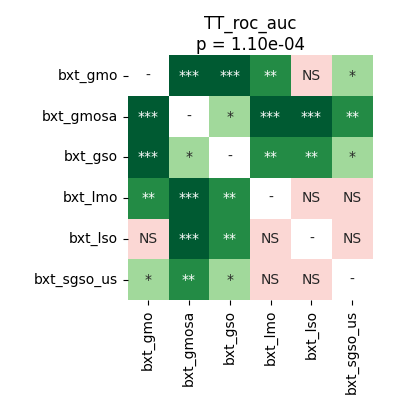 TT_roc_auc
p = 1.10e-04
bxt_gmo - *** *** ** NS *
bxt_gmosa *** - * *** *** **
bxt_gso *** * - ** ** *
bxt_lmo ** *** ** - NS NS
bxt_lso NS *** ** NS - NS
bxt_sgso_us * ** * NS NS -
bxt_gmo
bxt_gmosa
bxt_gso
bxt_lmo
bxt_lso
bxt_sgso_us